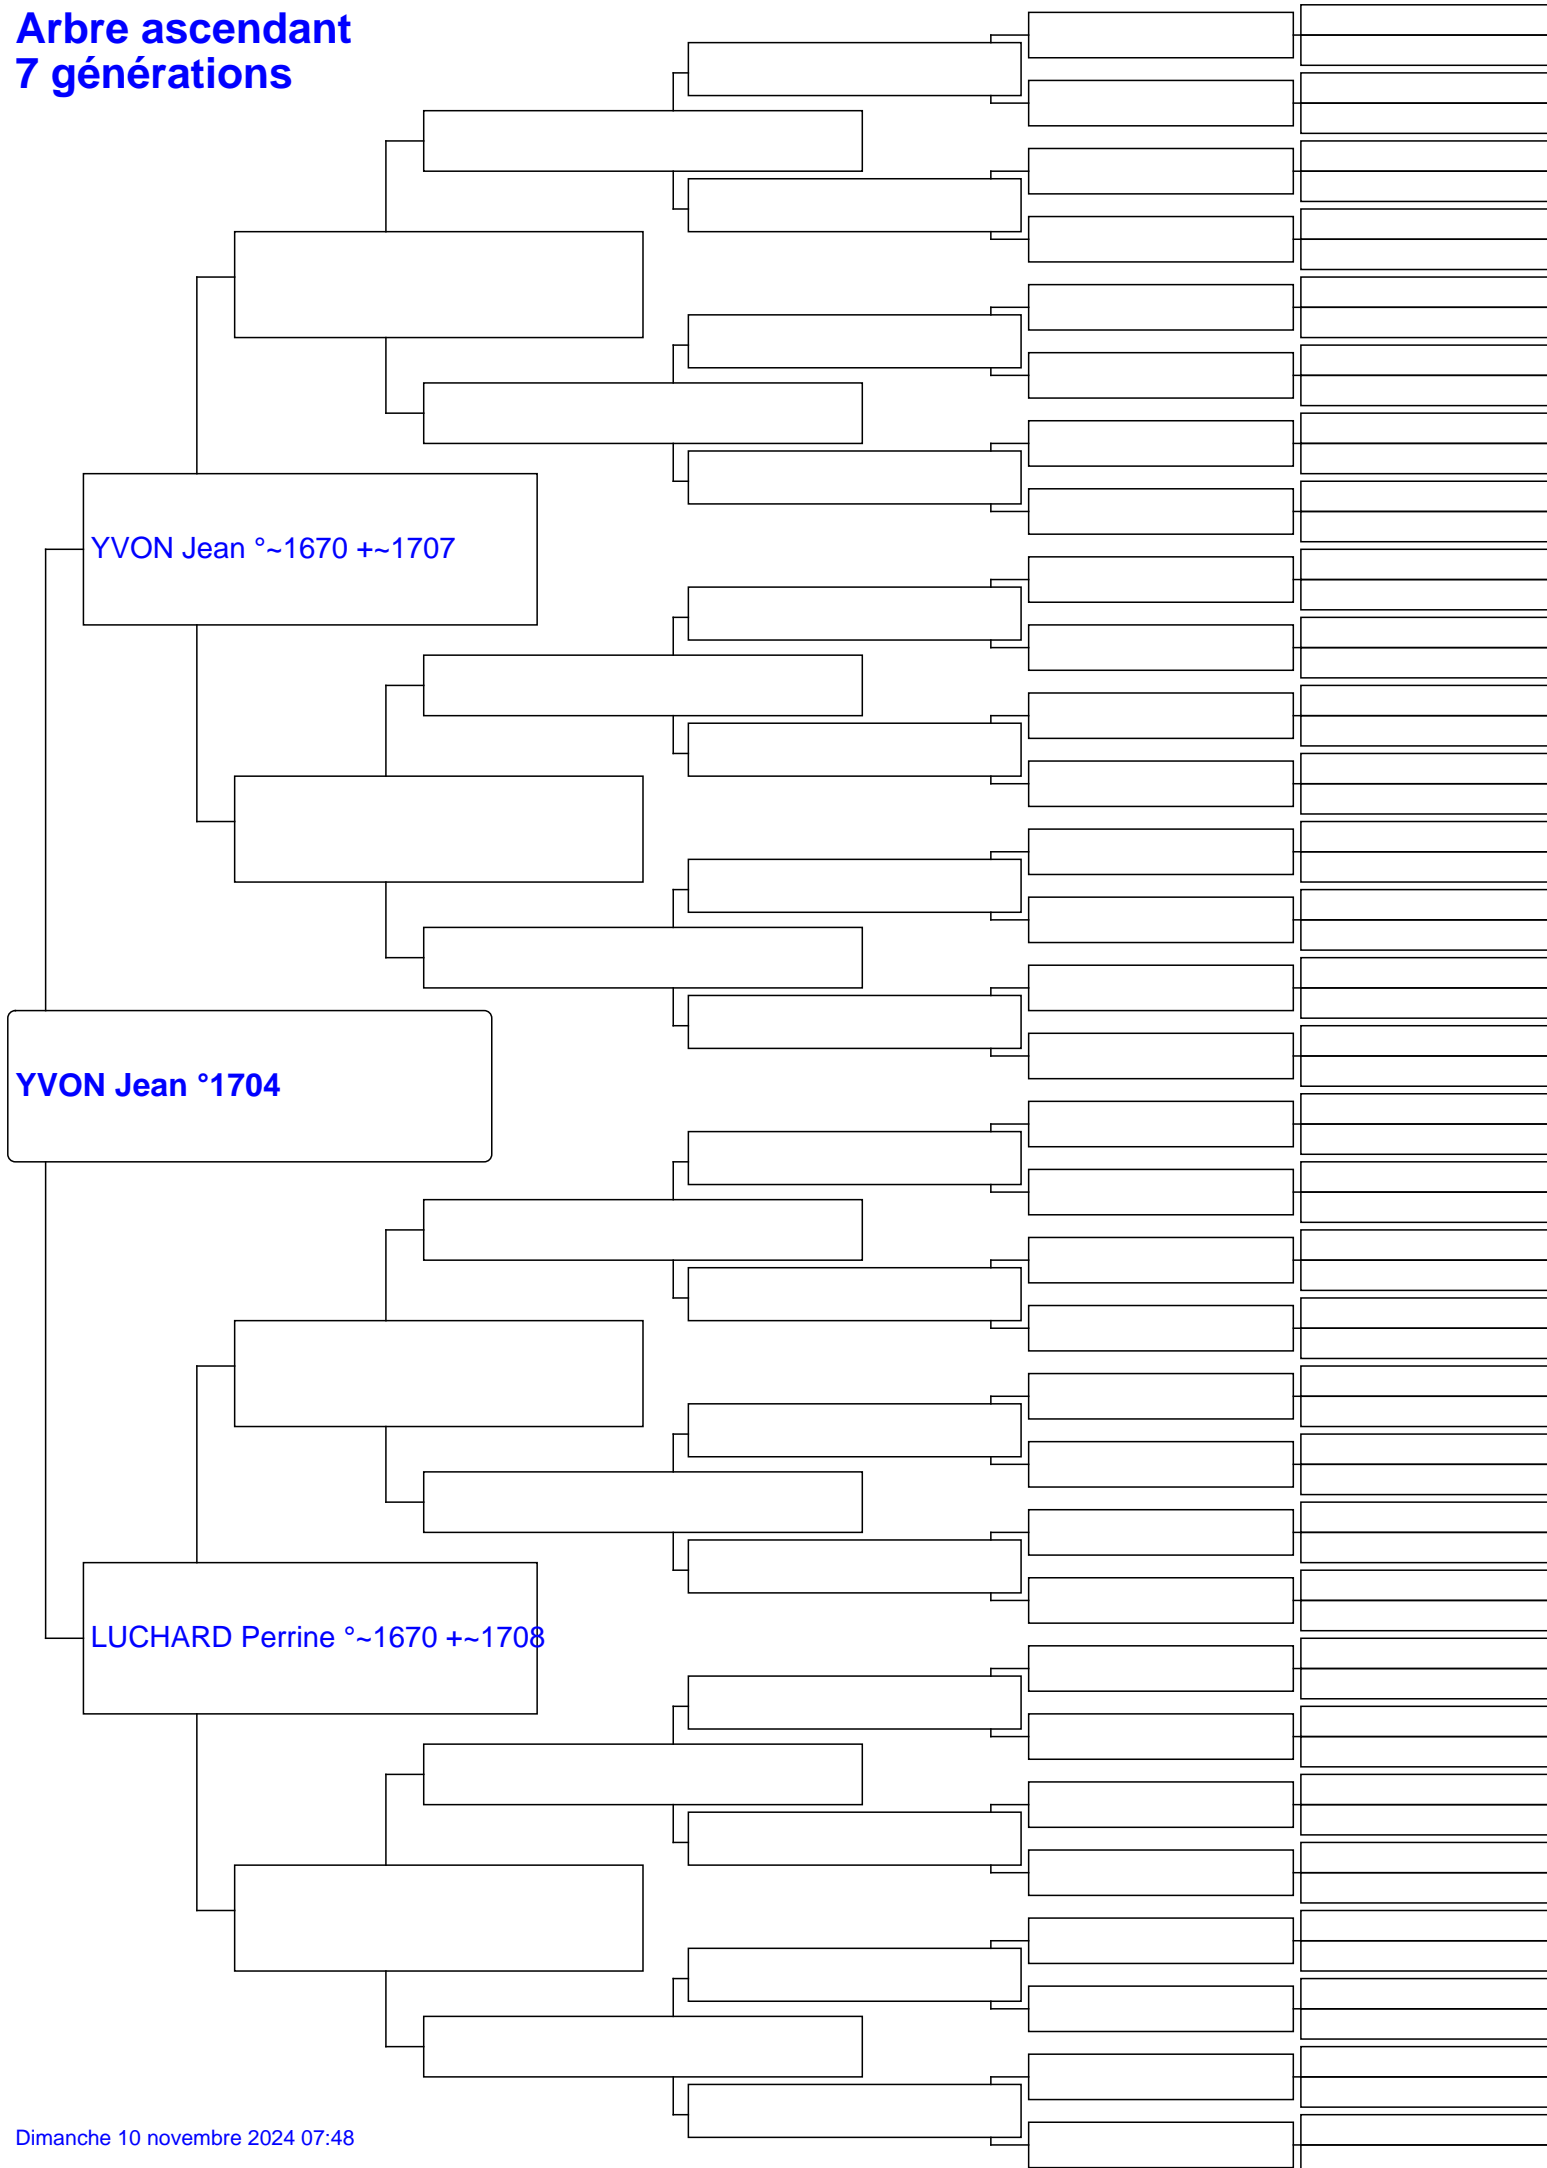 Arbre ascendant
7 générations
YVON Jean °~1670 +~1707
YVON Jean °1704
LUCHARD Perrine °~1670 +~1708
Dimanche 10 novembre 2024 07:48